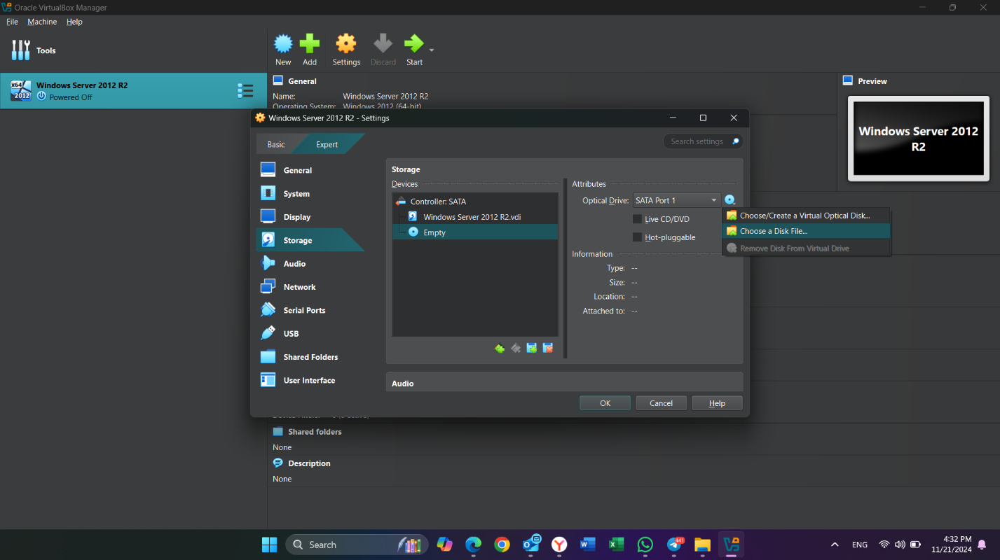 Oracle VirtualBox Manager
File Machine Help
Tools
New Add Settings Discard Start
x64 2012
Windows Server 2012 R2
Powered Off
General
Name: Windows Server 2012 R2
Operating System: Windows 2012 (64-bit)
Preview
Windows Server 2012
R2
Windows Server 2012 R2 - Settings
Basic Expert
Search settings
General
System
Display
Storage
Audio
Network
Serial Ports
USB
Shared Folders
User Interface
Storage
Devices
Controller: SATA
Windows Server 2012 R2.vdi
Empty
Attributes
Optical Drive: SATA Port 1
Live CD/DVD
Hot-pluggable
Information
Type: --
Size: --
Location: --
Attached to: --
Choose/Create a Virtual Optical Disk...
Choose a Disk File...
Remove Disk From Virtual Drive
Audio
OK Cancel Help
Shared folders
None
Description
None
Search
441
ENG
4:32 PM
11/21/2024